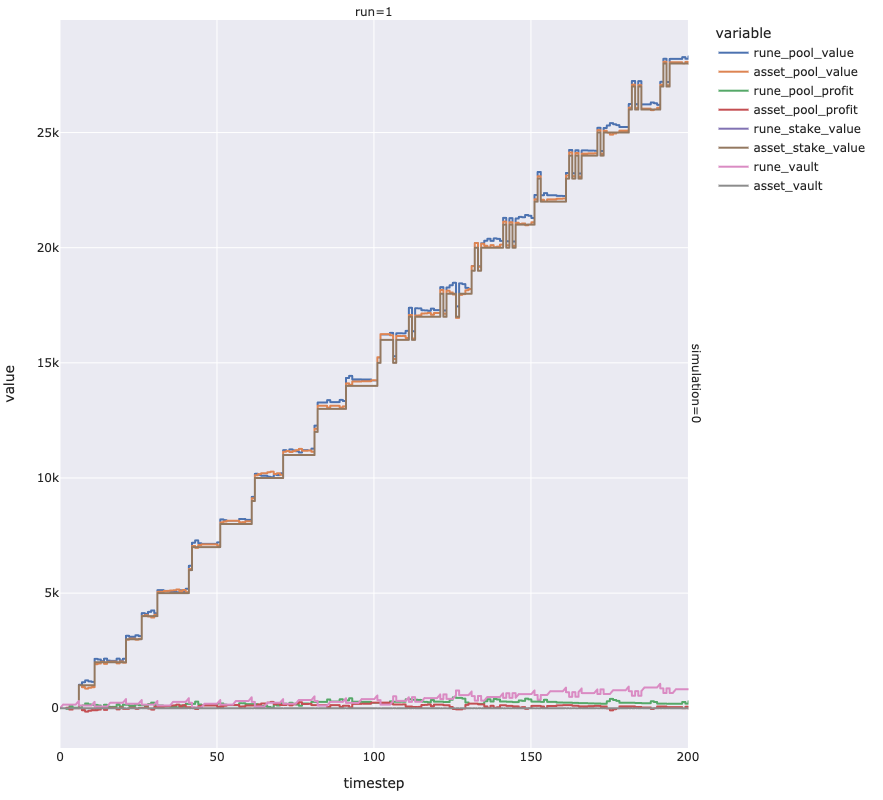 run=1
variable
rune_pool_value
asset_pool_value
rune_pool_profit
asset_pool_profit
rune_stake_value
asset_stake_value
rune_vault
asset_vault
25k
20k
15k
10k
5k
0
value
simulation=0
0
50
100
150
200
timestep